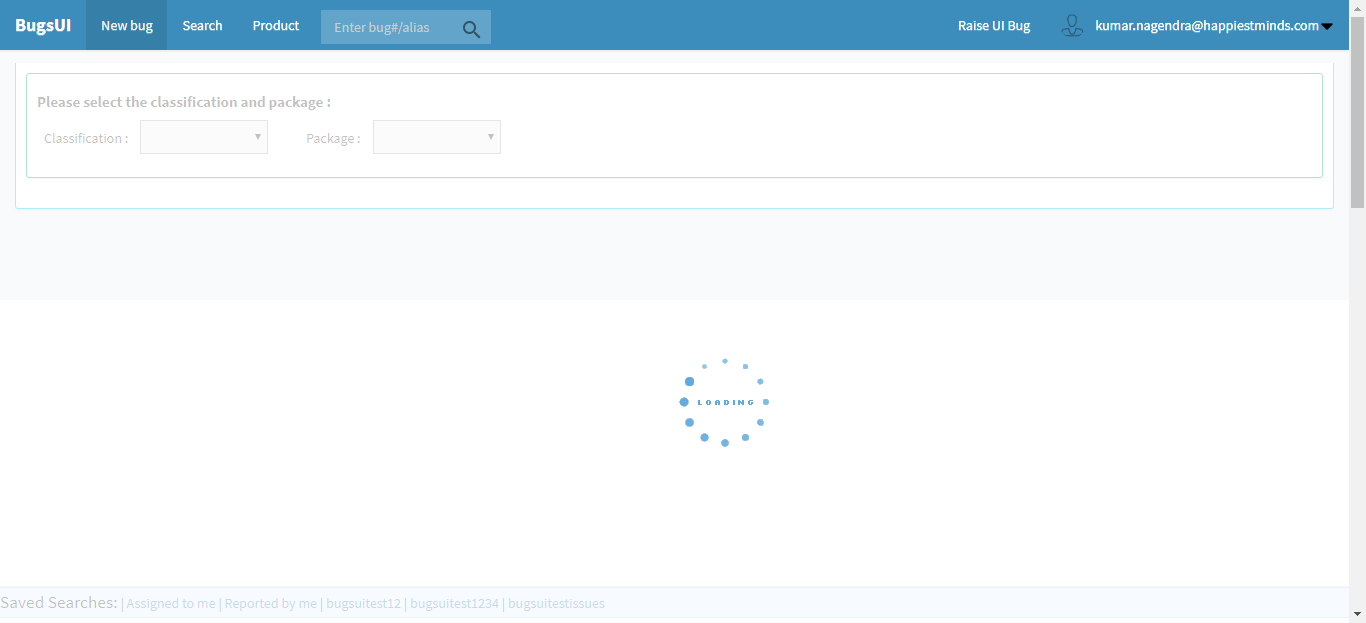 BugsUI New bug Search Product Enter bug#/alias Raise UI Bug kumar.nagendra@happiestminds.com
Please select the classification and package :
Classification : Package :
LOADING
Saved Searches: | Assigned to me | Reported by me | bugsuitest12 | bugsuitest1234 | bugsuitestissues